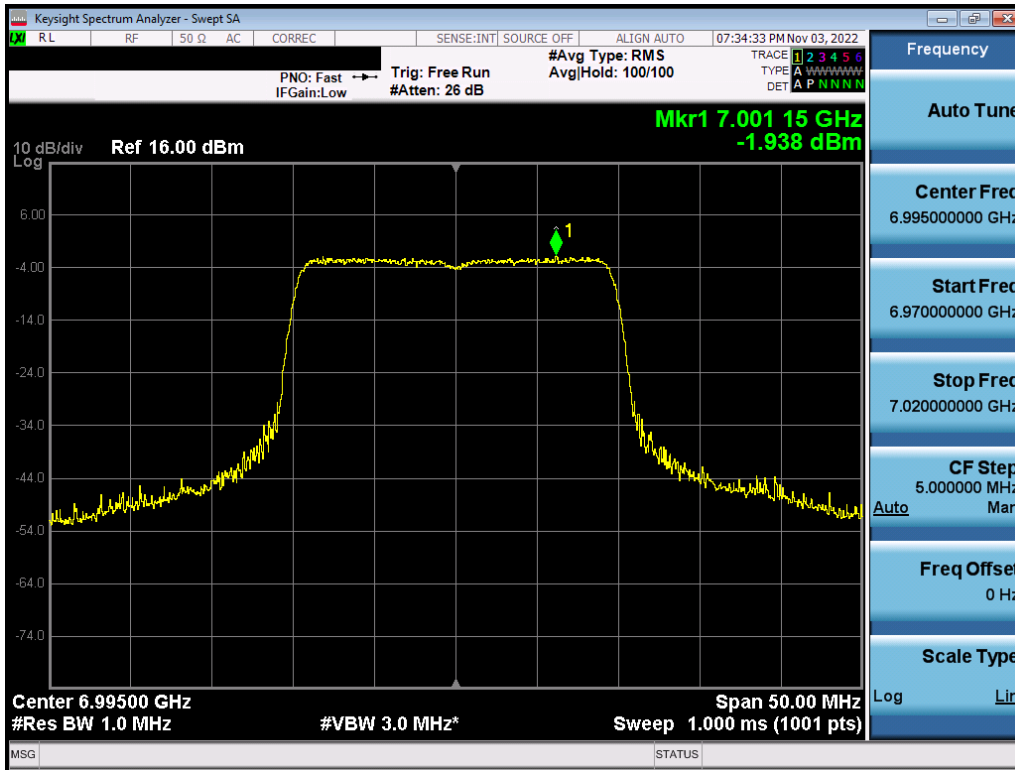 Keysight Spectrum Analyzer - Swept SA
LXI RL RF 50 Ω AC CORREC SENSE:INT SOURCE OFF ALIGN AUTO 07:34:33 PM Nov 03, 2022
PNO: Fast
IFGain:Low
Trig: Free Run
#Atten: 26 dB
#Avg Type: RMS
Avg|Hold: 100/100
TRACE 1 2 3 4 5 6
TYPE A WWWWW
DET A P N N N N
Mkr1 7.001 15 GHz
-1.938 dBm
10 dB/div Ref 16.00 dBm
Log
6.00
1
-4.00
-14.0
-24.0
-34.0
-44.0
-54.0
-64.0
-74.0
Center 6.99500 GHz Span 50.00 MHz
#Res BW 1.0 MHz #VBW 3.0 MHz* Sweep 1.000 ms (1001 pts)
MSG STATUS
Frequency
Auto Tune
Center Freq
6.995000000 GHz
Start Freq
6.970000000 GHz
Stop Freq
7.020000000 GHz
CF Step
5.000000 MHz
Auto Man
Freq Offset
0 Hz
Scale Type
Log Lin